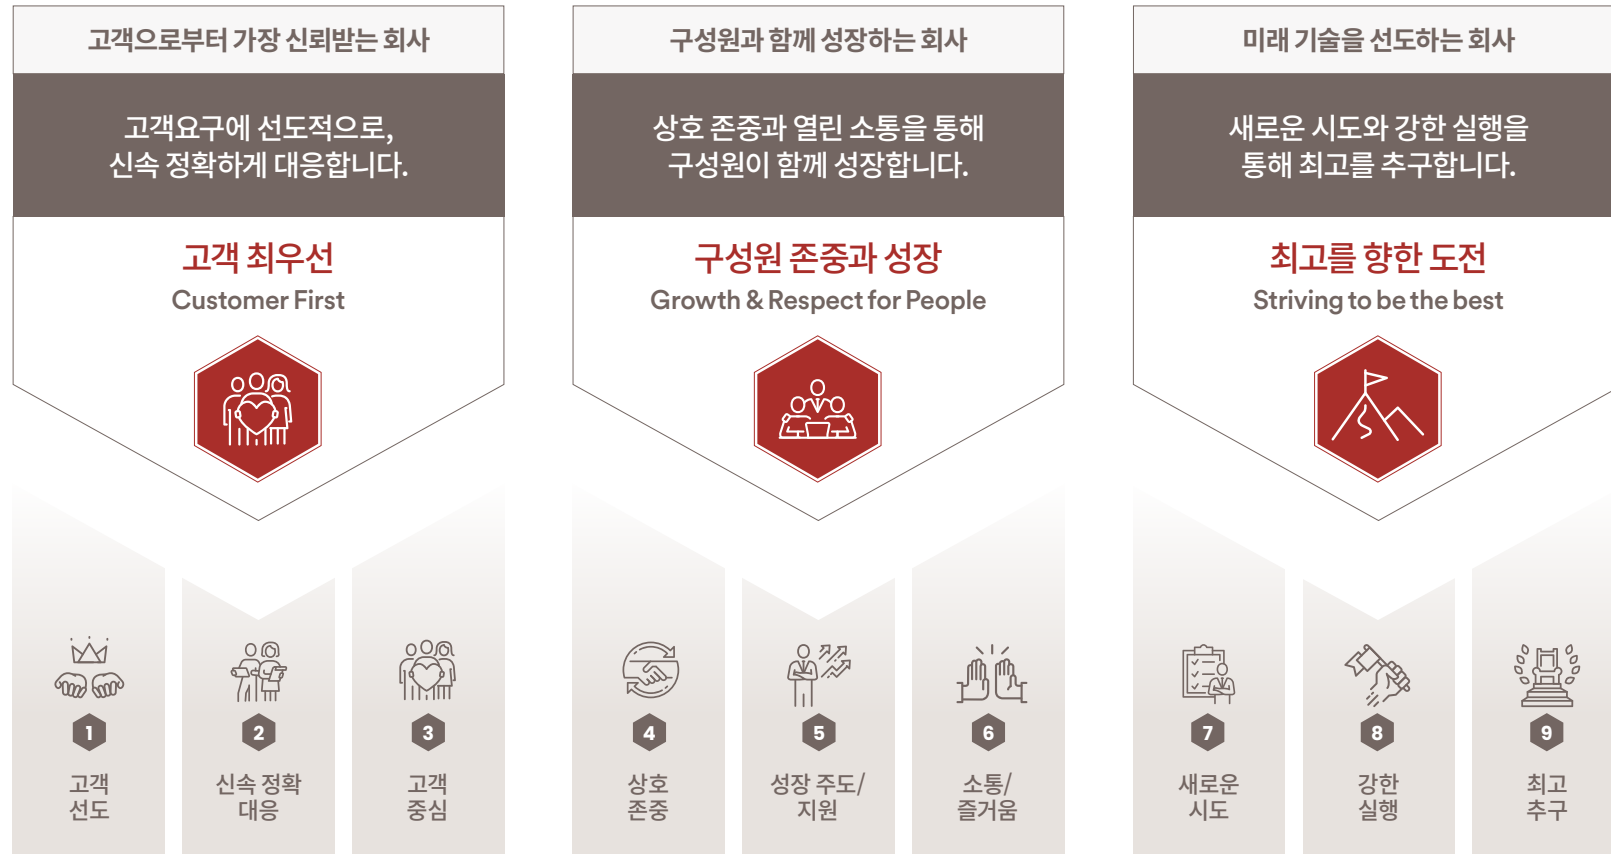 고객으로부터 가장 신뢰받는 회사
고객요구에 선도적으로,
신속 정확하게 대응합니다.
고객 최우선
Customer First
1
고객
선도
2
신속 정확
대응
3
고객
중심
구성원과 함께 성장하는 회사
상호 존중과 열린 소통을 통해
구성원이 함께 성장합니다.
구성원 존중과 성장
Growth & Respect for People
4
상호
존중
5
성장 주도/
지원
6
소통/
즐거움
미래 기술을 선도하는 회사
새로운 시도와 강한 실행을
통해 최고를 추구합니다.
최고를 향한 도전
Striving to be the best
7
새로운
시도
8
강한
실행
9
최고
추구